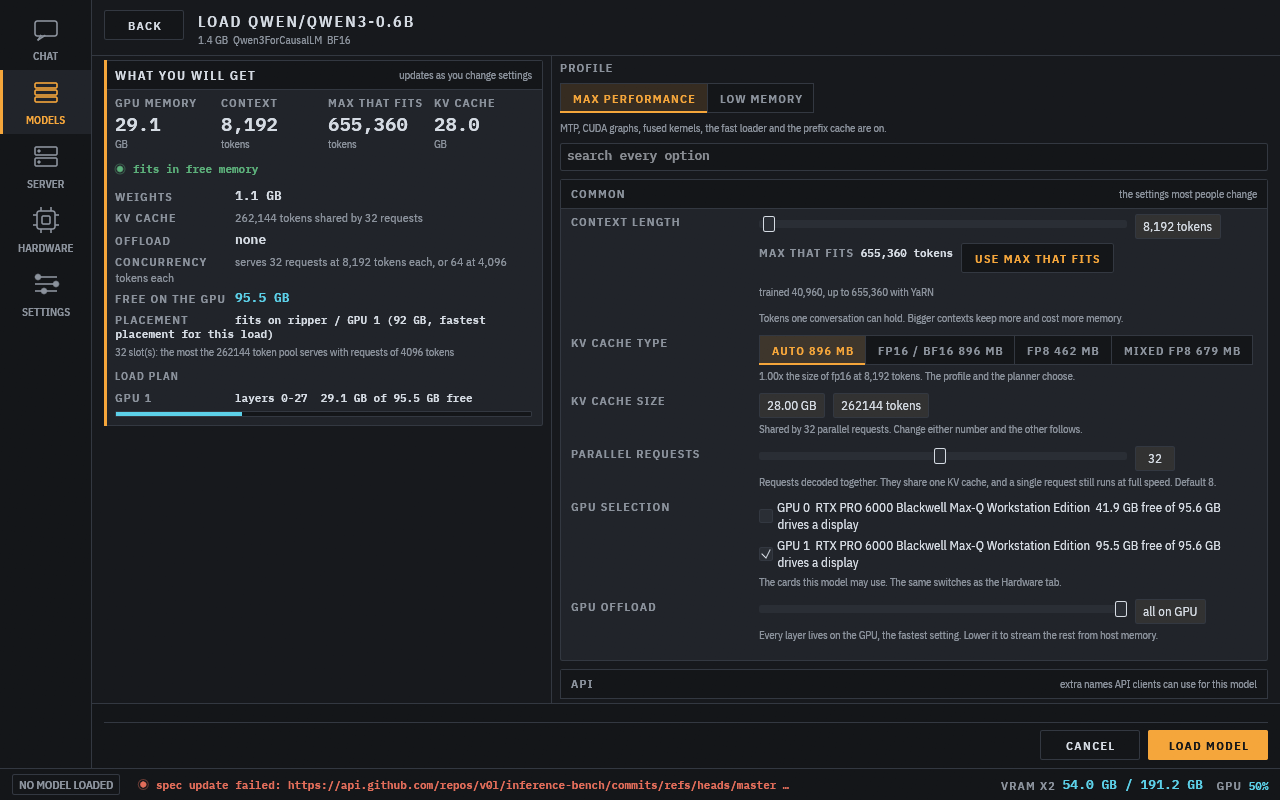 BACK
LOAD QWEN/QWEN3-0.6B
1.4 GB Qwen3ForCausalLM BF16
CHAT
MODELS
SERVER
HARDWARE
SETTINGS
WHAT YOU WILL GET
updates as you change settings
GPU MEMORY CONTEXT MAX THAT FITS KV CACHE
29.1 8,192 655,360 28.0
GB tokens tokens GB
fits in free memory
WEIGHTS 1.1 GB
KV CACHE 262,144 tokens shared by 32 requests
OFFLOAD none
CONCURRENCY serves 32 requests at 8,192 tokens each, or 64 at 4,096
tokens each
FREE ON THE GPU 95.5 GB
PLACEMENT fits on ripper / GPU 1 (92 GB, fastest
placement for this load)
32 slot(s): the most the 262144 token pool serves with requests of 4096 tokens
LOAD PLAN
GPU 1 layers 0-27 29.1 GB of 95.5 GB free
PROFILE
MAX PERFORMANCE LOW MEMORY
MTP, CUDA graphs, fused kernels, the fast loader and the prefix cache are on.
search every option
COMMON the settings most people change
CONTEXT LENGTH 8,192 tokens
MAX THAT FITS 655,360 tokens USE MAX THAT FITS
trained 40,960, up to 655,360 with YaRN
Tokens one conversation can hold. Bigger contexts keep more and cost more memory.
KV CACHE TYPE AUTO 896 MB FP16 / BF16 896 MB FP8 462 MB MIXED FP8 679 MB
1.00x the size of fp16 at 8,192 tokens. The profile and the planner choose.
KV CACHE SIZE 28.00 GB 262144 tokens
Shared by 32 parallel requests. Change either number and the other follows.
PARALLEL REQUESTS 32
Requests decoded together. They share one KV cache, and a single request still runs at full speed. Default 8.
GPU SELECTION GPU 0 RTX PRO 6000 Blackwell Max-Q Workstation Edition 41.9 GB free of 95.6 GB
drives a display
GPU 1 RTX PRO 6000 Blackwell Max-Q Workstation Edition 95.5 GB free of 95.6 GB
drives a display
The cards this model may use. The same switches as the Hardware tab.
GPU OFFLOAD all on GPU
Every layer lives on the GPU, the fastest setting. Lower it to stream the rest from host memory.
API extra names API clients can use for this model
CANCEL LOAD MODEL
NO MODEL LOADED spec update failed: https://api.github.com/repos/v0l/inference-bench/commits/refs/heads/master … VRAM X2 54.0 GB / 191.2 GB GPU 50%